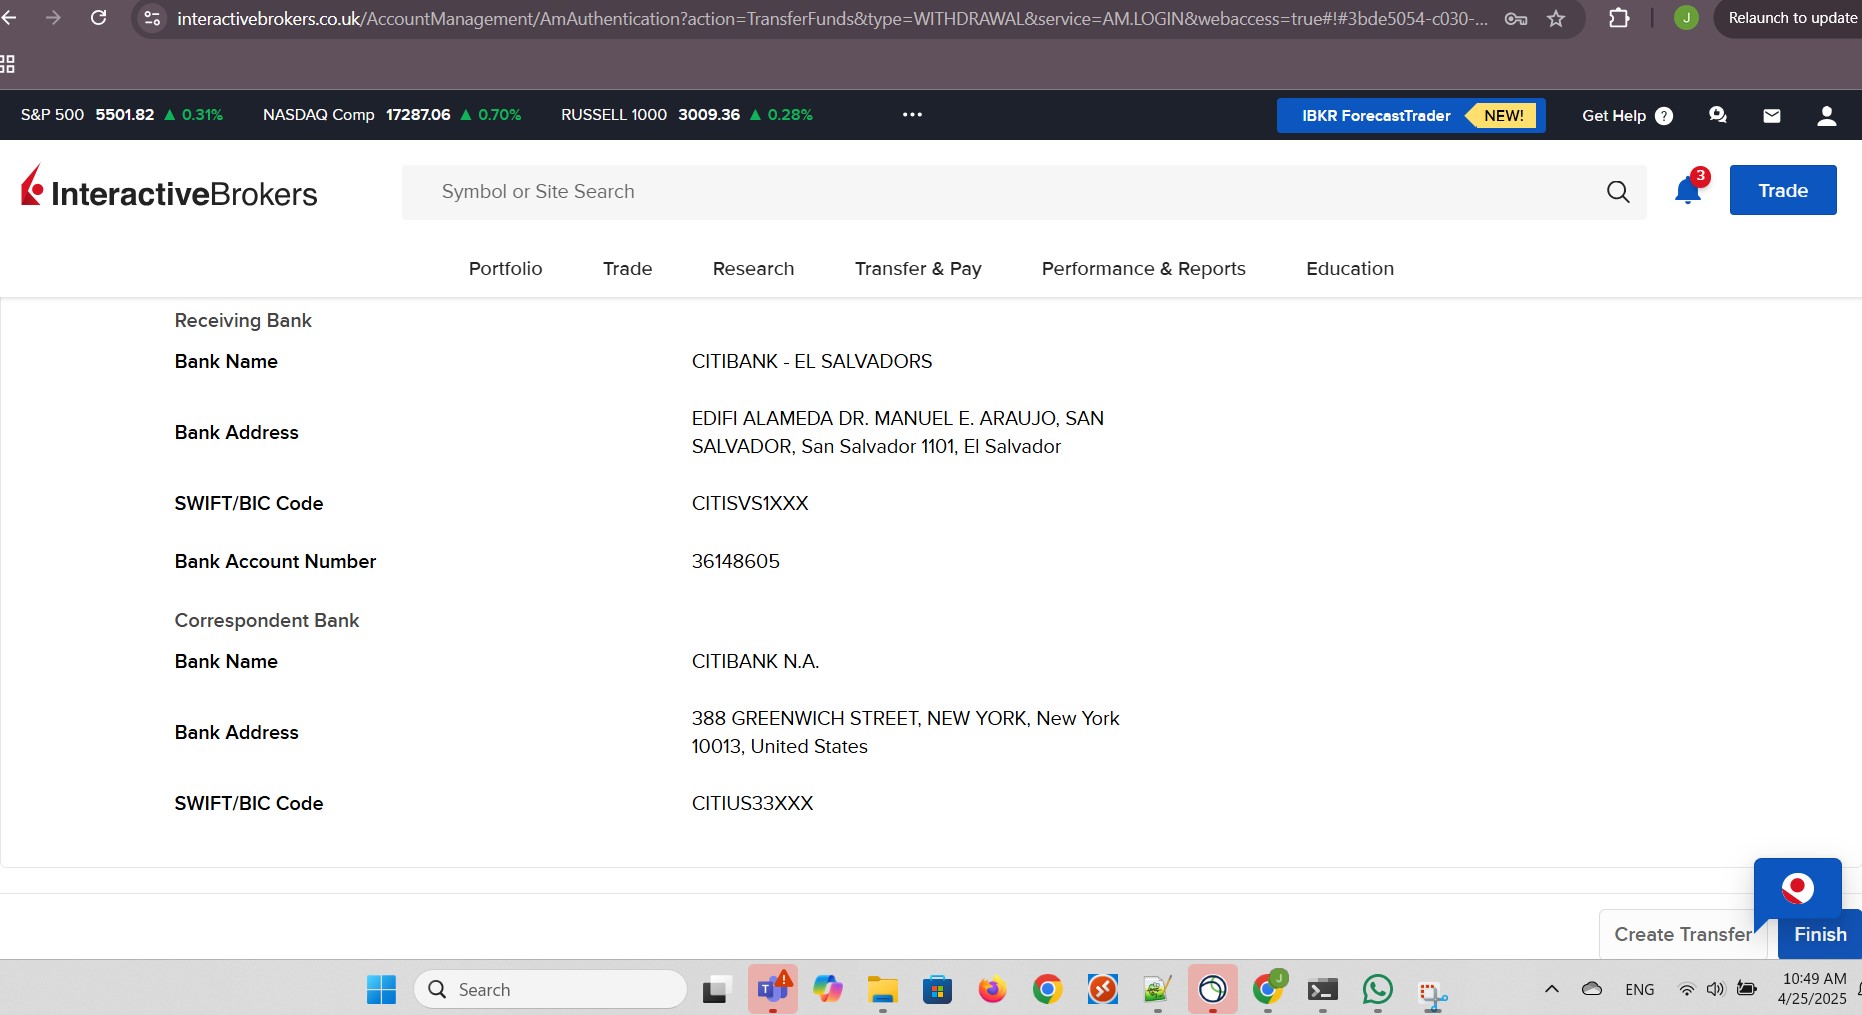 interactivebrokers.co.uk/AccountManagement/AmAuthentication?action=TransferFunds&type=WITHDRAWAL&service=AM.LOGIN&webaccess=true#!#3bde5054-c030-...
J
Relaunch to update
S&P 500 5501.82 ▲ 0.31% NASDAQ Comp 17287.06 ▲ 0.70% RUSSELL 1000 3009.36 ▲ 0.28% ••• IBKR ForecastTrader NEW! Get Help ?
InteractiveBrokers
Symbol or Site Search
3
Trade
Portfolio Trade Research Transfer & Pay Performance & Reports Education
Receiving Bank
Bank Name CITIBANK - EL SALVADORS
Bank Address EDIFI ALAMEDA DR. MANUEL E. ARAUJO, SAN
SALVADOR, San Salvador 1101, El Salvador
SWIFT/BIC Code CITISVS1XXX
Bank Account Number 36148605
Correspondent Bank
Bank Name CITIBANK N.A.
Bank Address 388 GREENWICH STREET, NEW YORK, New York
10013, United States
SWIFT/BIC Code CITIUS33XXX
Create Transfer Finish
Search
T
J
ENG
10:49 AM
4/25/2025